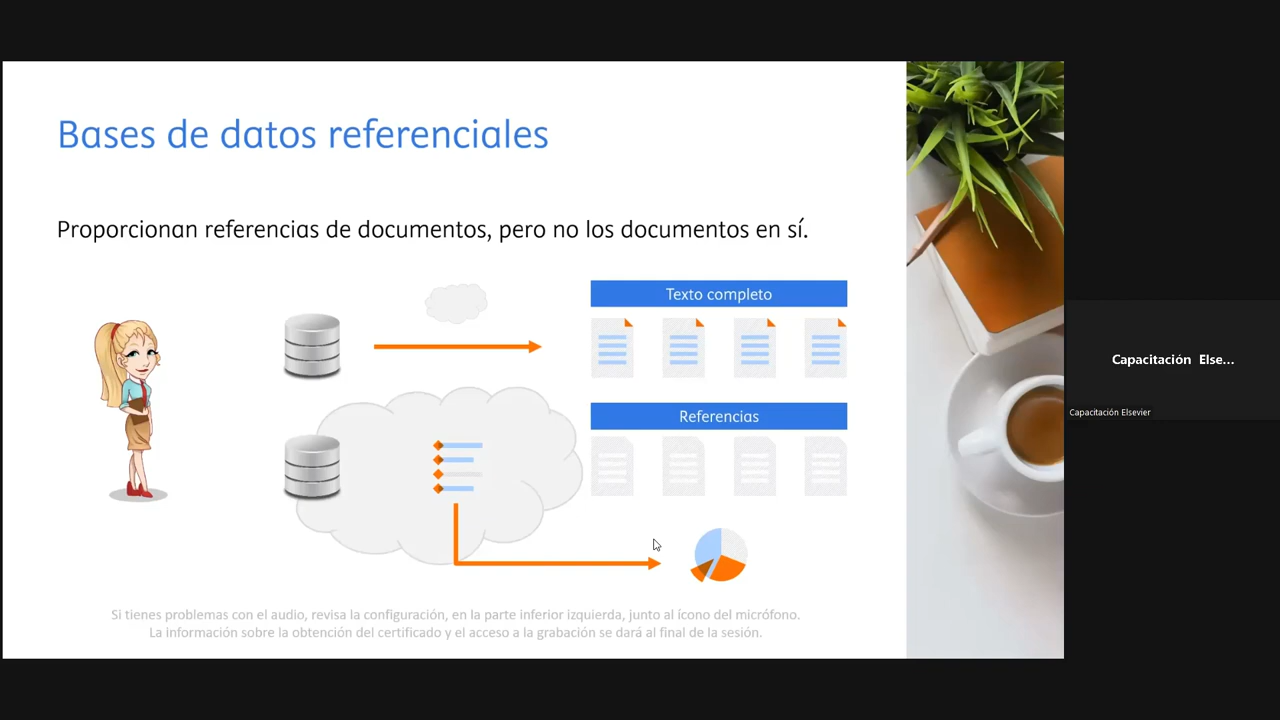 Bases de datos referenciales
Proporcionan referencias de documentos, pero no los documentos en sí.
Texto completo
Referencias
Si tienes problemas con el audio, revisa la configuración, en la parte inferior izquierda, junto al ícono del micrófono.
La información sobre la obtención del certificado y el acceso a la grabación se dará al final de la sesión.
Capacitación Else...
Capacitación Elsevier